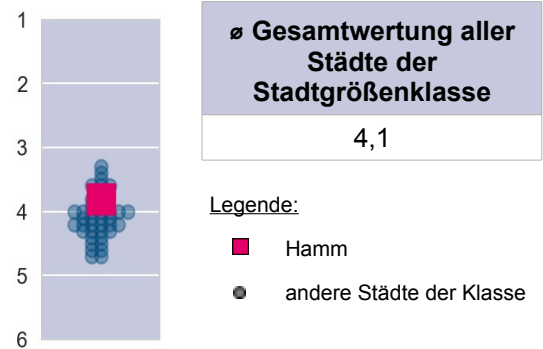 1
2
3
4
5
6
ø Gesamtwertung aller
Städte der
Stadtgrößenklasse
4,1
Legende:
Hamm
andere Städte der Klasse